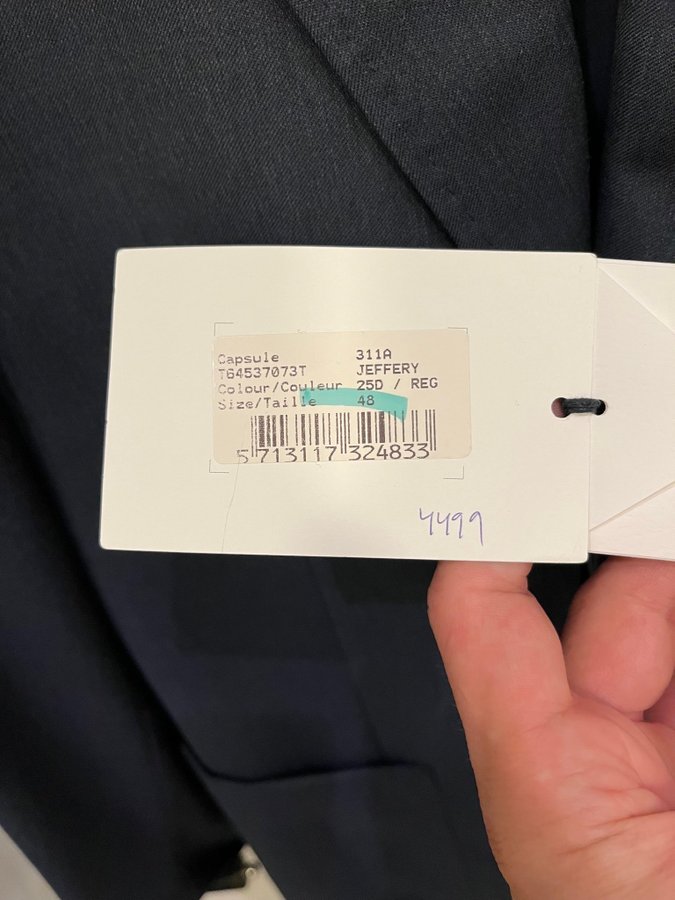 Capsule 311A
T64537073T JEFFERY
Colour/Couleur 25D / REG
Size/Taille 48
5 713117 324833
4499